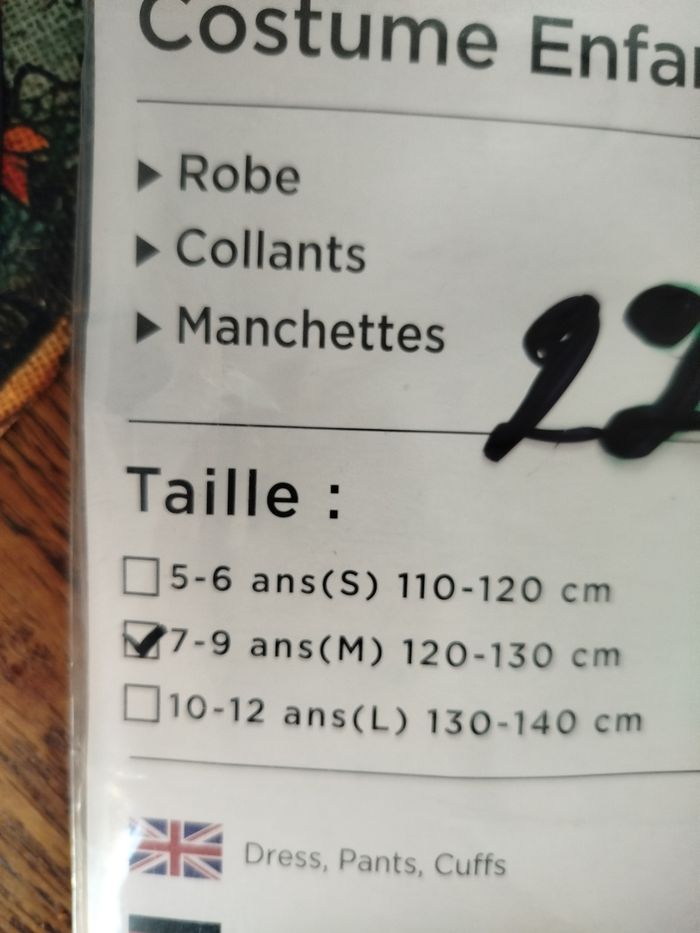 Costume Enfa
Robe
Collants
Manchettes
Taille :
5-6 ans(S) 110-120 cm
7-9 ans(M) 120-130 cm
10-12 ans(L) 130-140 cm
Dress, Pants, Cuffs